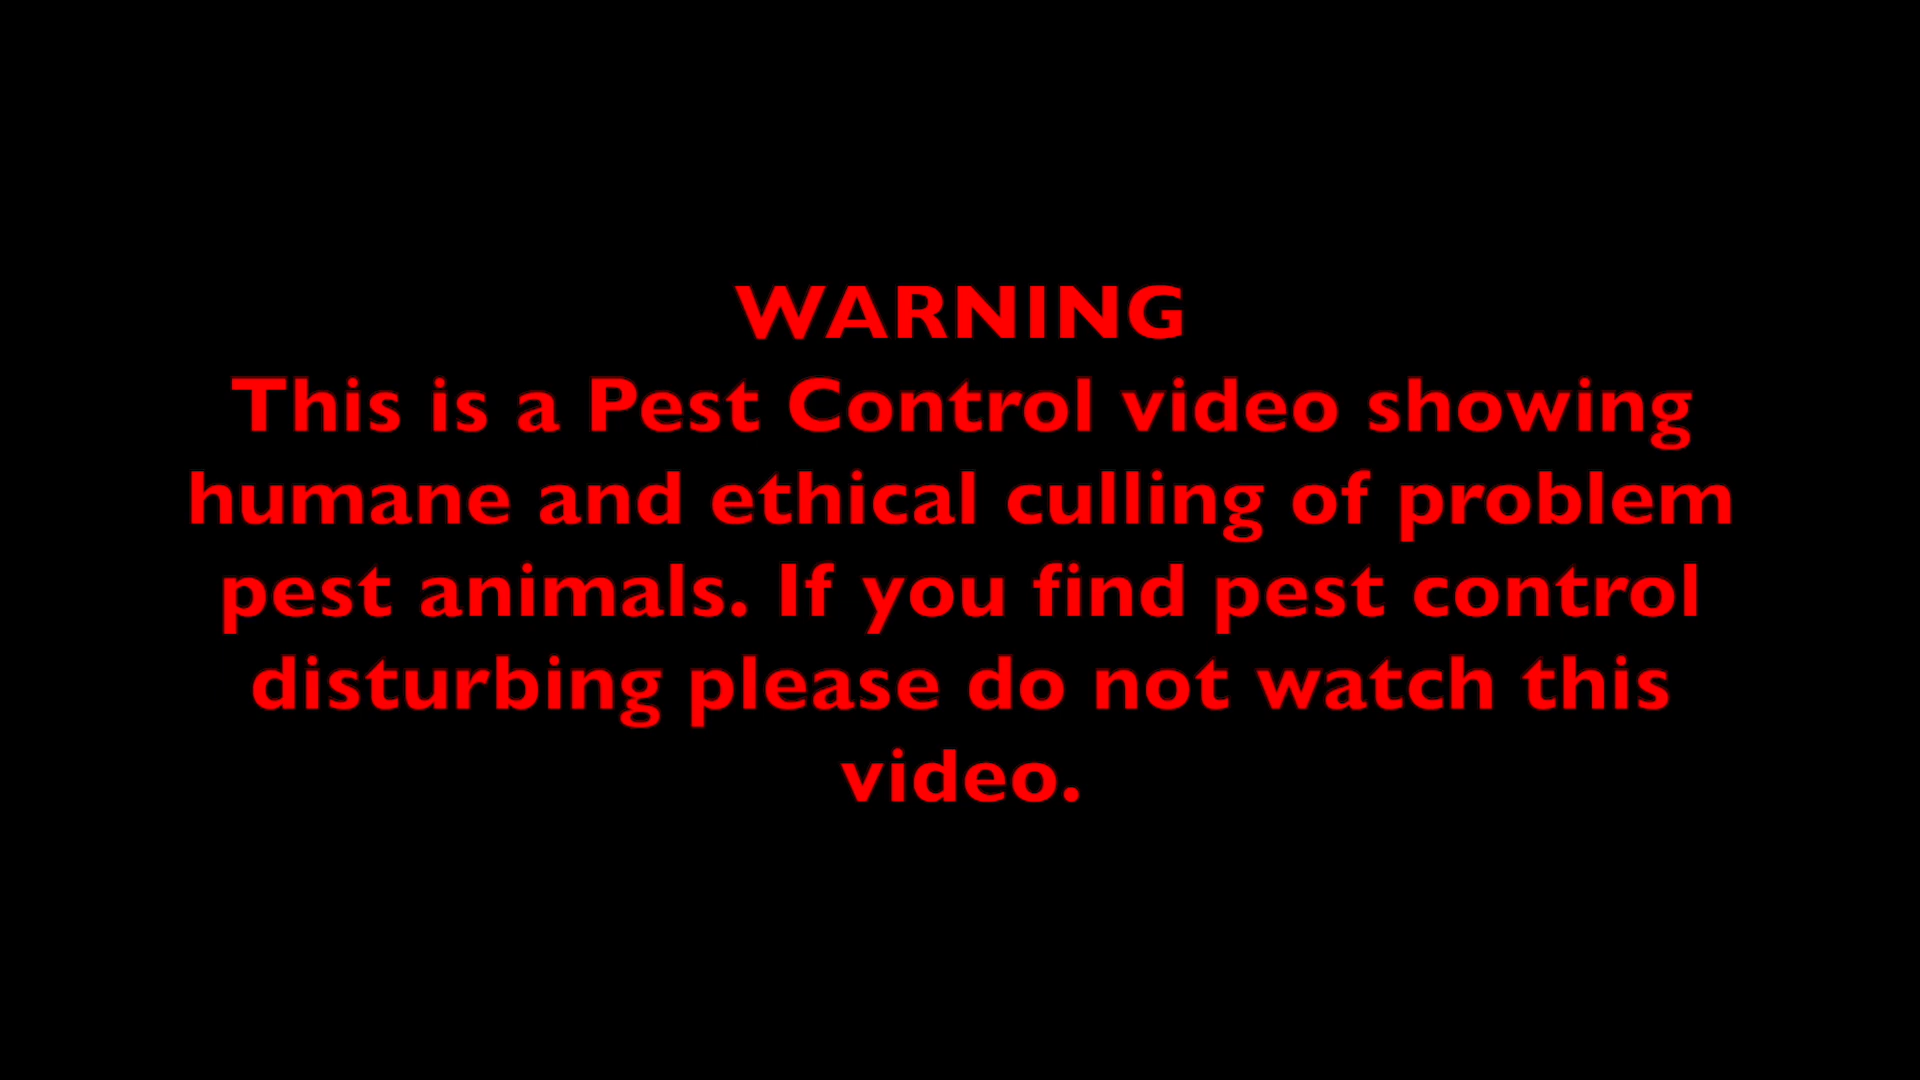 WARNING
This is a Pest Control video showing
humane and ethical culling of problem
pest animals. If you find pest control
disturbing please do not watch this
video.